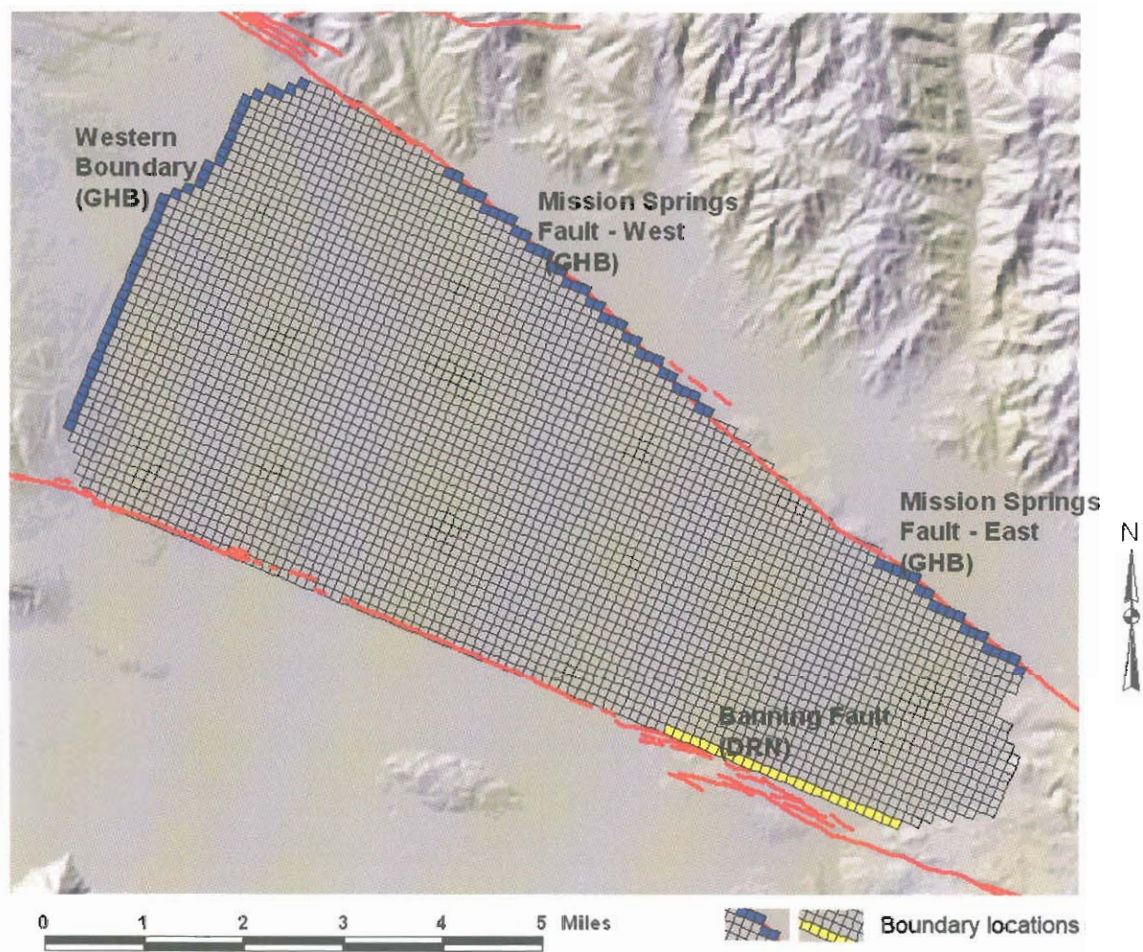 Western
Boundary
(GHB)
Mission Springs
Fault - West
(GHB)
Mission Springs
Fault - East
(GHB)
N
Banning Fault
(DRN)
0 1 2 3 4 5 Miles
Boundary locations